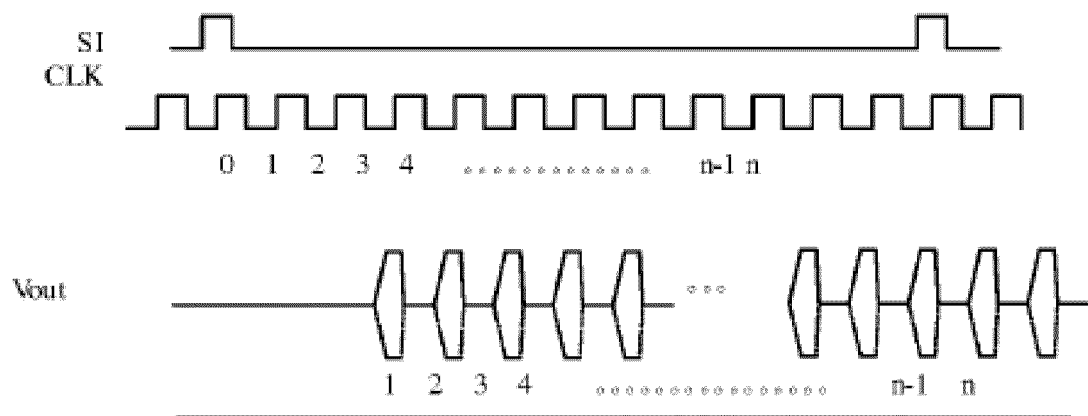 SI
CLK
0 1 2 3 4 ............. n-1 n
Vout
...
1 2 3 4 ................ n-1 n